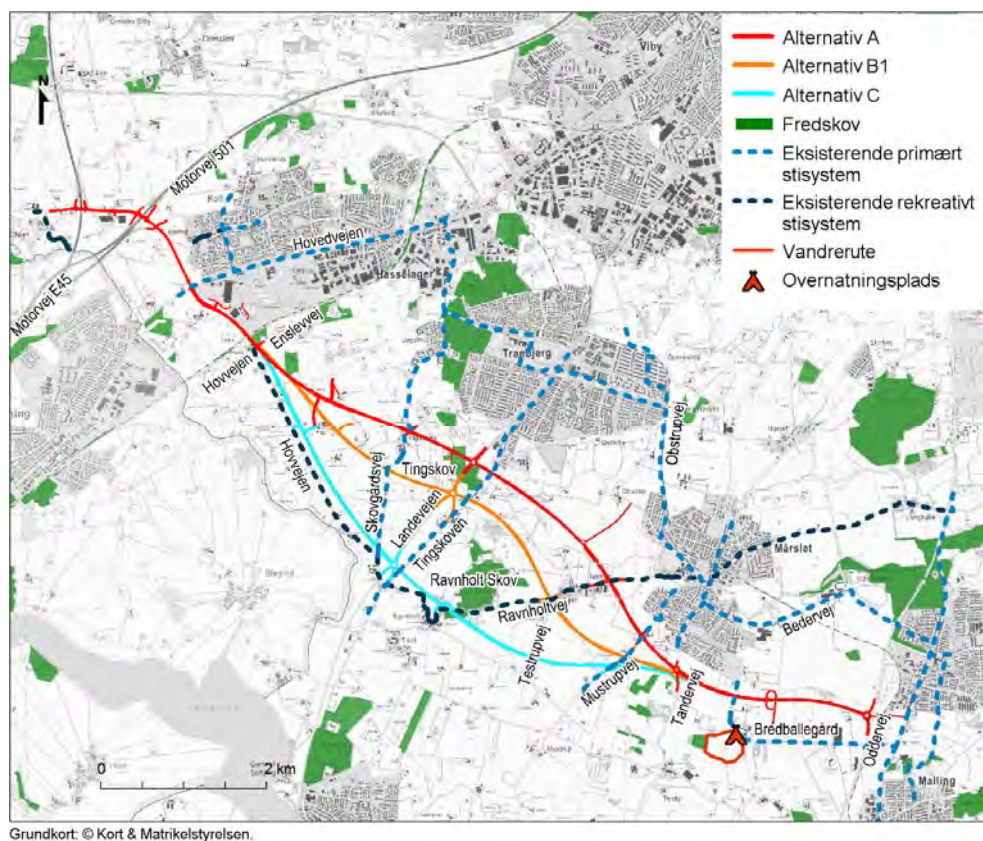 Viby
Alternativ A
Alternativ B1
Alternativ C
Fredskov
Eksisterende primært
stisystem
Eksisterende rekreativt
stisystem
Vandrerute
Overnatningsplads
N
Motorvej 501
Kolt
Hovedvejen
Hasselager
Motorvej E45
Enslevvej
Hovvejen
Tranbjerg
Obstrupvej
Hovvejen
Skovgårdsvej
Tingskov
Landevejen
Tingskoven
Mårslet
Ravnholt Skov
Ravnholtvej
Bedervej
Testrupvej
Mustrupvej
Tandervej
Bredballegård
Oddervej
Malling
0
2 km
Grundkort: © Kort & Matrikelstyrelsen.